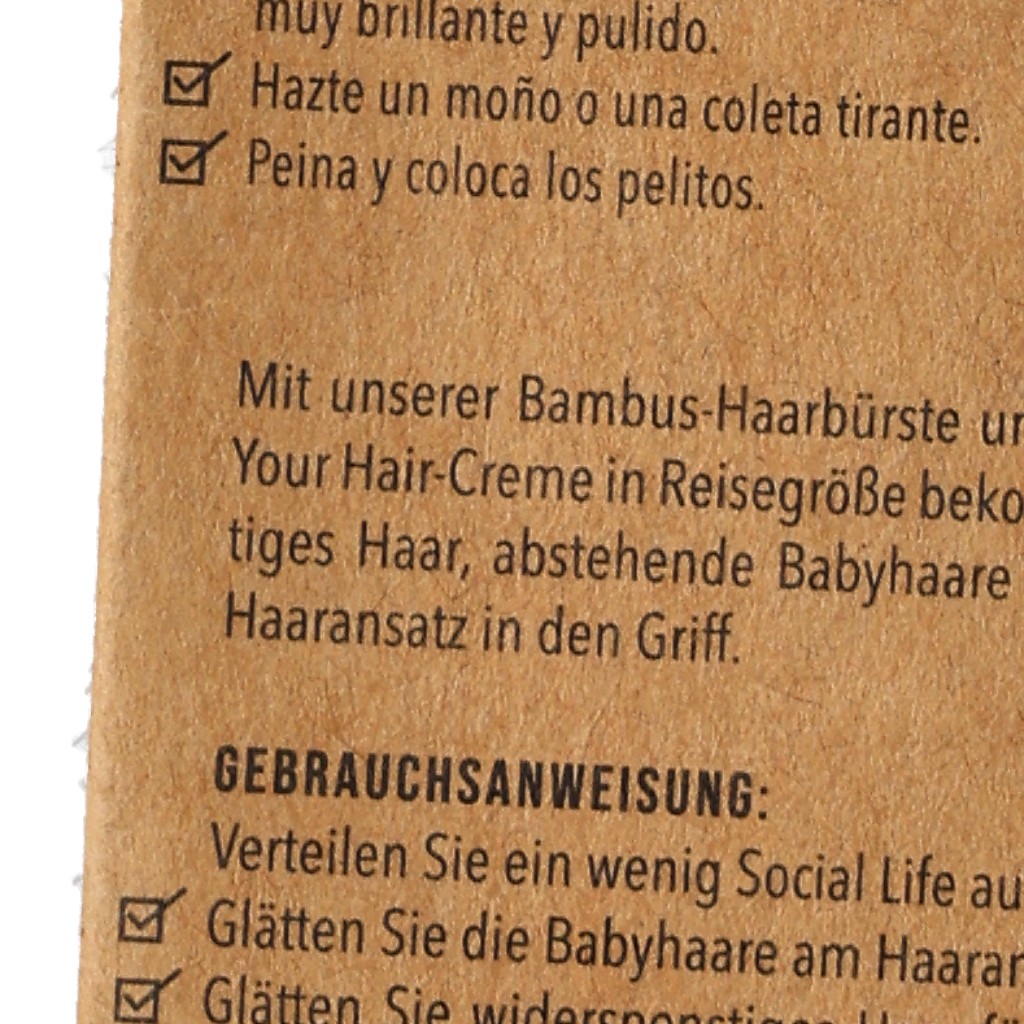 muy brillante y pulido.
Hazte un moño o una coleta tirante.
Peina y coloca los pelitos.
Mit unserer Bambus-Haarbürste
Your Hair-Creme in Reisegröße
tiges Haar, abstehende Babyhaare
Haaransatz in den Griff.
GEBRAUCHSANWEISUNG:
Verteilen Sie ein wenig Social Life
Glätten Sie die Babyhaare am
Glätten Sie